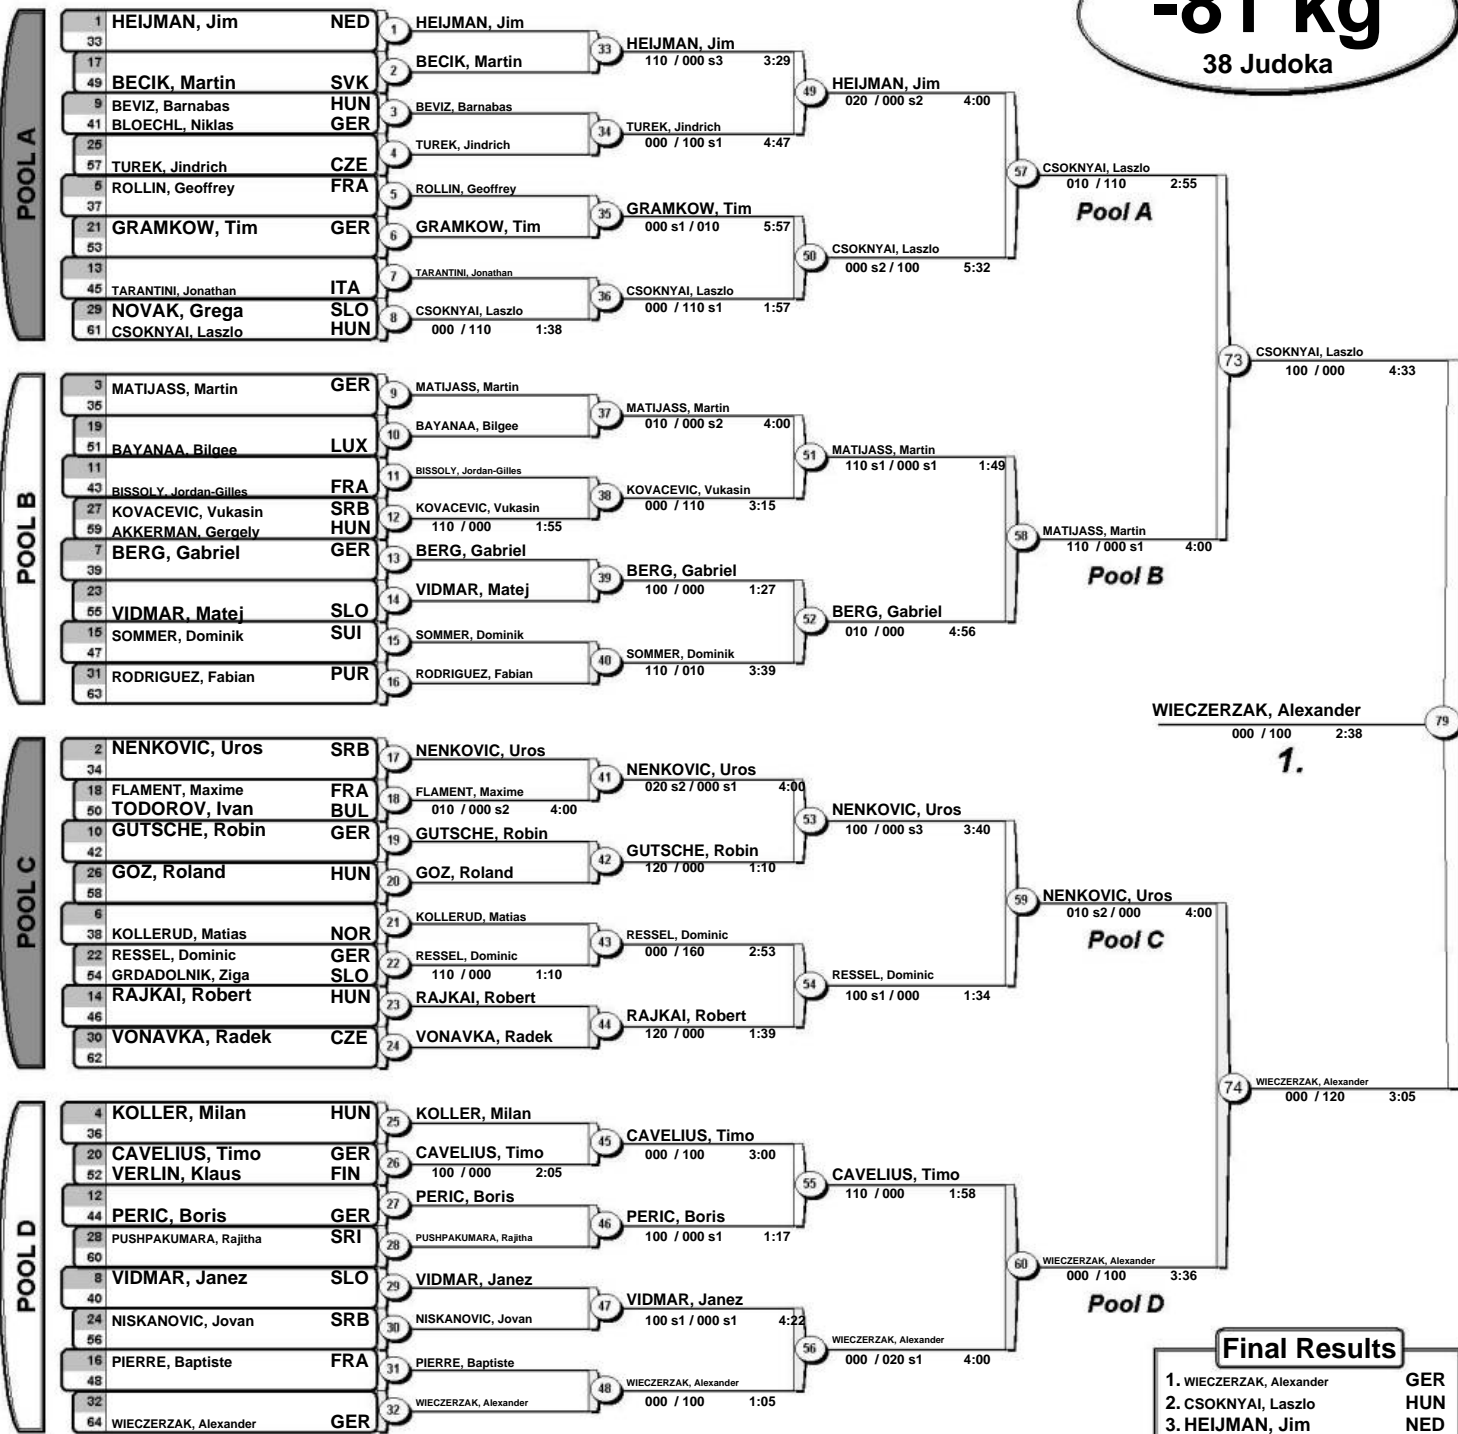 -81 kg
38 Judoka
POOL A
1 HEIJMAN, Jim NED
33
17
49 BECIK, Martin SVK
9 BEVIZ, Barnabas HUN
41 BLOECHL, Niklas GER
25
57 TUREK, Jindrich CZE
5 ROLLIN, Geoffrey FRA
37
21 GRAMKOW, Tim GER
53
13
45 TARANTINI, Jonathan ITA
29 NOVAK, Grega SLO
61 CSOKNYAI, Laszlo HUN
1 HEIJMAN, Jim
2 BECIK, Martin
3 BEVIZ, Barnabas
4 TUREK, Jindrich
5 ROLLIN, Geoffrey
6 GRAMKOW, Tim
7 TARANTINI, Jonathan
8 CSOKNYAI, Laszlo
000 / 110 1:38
33 HEIJMAN, Jim
110 / 000 s3 3:29
34 TUREK, Jindrich
000 / 100 s1 4:47
35 GRAMKOW, Tim
000 s1 / 010 5:57
36 CSOKNYAI, Laszlo
000 / 110 s1 1:57
49 HEIJMAN, Jim
020 / 000 s2 4:00
50 CSOKNYAI, Laszlo
000 s2 / 100 5:32
57 CSOKNYAI, Laszlo
010 / 110 2:55
Pool A
POOL B
3 MATIJASS, Martin GER
35
19
51 BAYANAA, Bilgee LUX
11
43 BISSOLY, Jordan-Gilles FRA
27 KOVACEVIC, Vukasin SRB
59 AKKERMAN, Gergely HUN
7 BERG, Gabriel GER
39
23
55 VIDMAR, Matej SLO
15 SOMMER, Dominik SUI
47
31 RODRIGUEZ, Fabian PUR
63
9 MATIJASS, Martin
10 BAYANAA, Bilgee
11 BISSOLY, Jordan-Gilles
12 KOVACEVIC, Vukasin
110 / 000 1:55
13 BERG, Gabriel
14 VIDMAR, Matej
15 SOMMER, Dominik
16 RODRIGUEZ, Fabian
37 MATIJASS, Martin
010 / 000 s2 4:00
38 KOVACEVIC, Vukasin
000 / 110 3:15
39 BERG, Gabriel
100 / 000 1:27
40 SOMMER, Dominik
110 / 010 3:39
51 MATIJASS, Martin
110 s1 / 000 s1 1:49
52 BERG, Gabriel
010 / 000 4:56
58 MATIJASS, Martin
110 / 000 s1 4:00
Pool B
73 CSOKNYAI, Laszlo
100 / 000 4:33
WIECZERZAK, Alexander 79
000 / 100 2:38
1.
POOL C
2 NENKOVIC, Uros SRB
34
18 FLAMENT, Maxime FRA
50 TODOROV, Ivan BUL
10 GUTSCHE, Robin GER
42
26 GOZ, Roland HUN
58
6
38 KOLLERUD, Matias NOR
22 RESSEL, Dominic GER
54 GRDADOLNIK, Ziga SLO
14 RAJKAI, Robert HUN
46
30 VONAVKA, Radek CZE
62
17 NENKOVIC, Uros
18 FLAMENT, Maxime
010 / 000 s2 4:00
19 GUTSCHE, Robin
20 GOZ, Roland
21 KOLLERUD, Matias
22 RESSEL, Dominic
110 / 000 1:10
23 RAJKAI, Robert
24 VONAVKA, Radek
41 NENKOVIC, Uros
020 s2 / 000 s1 4:00
42 GUTSCHE, Robin
120 / 000 1:10
43 RESSEL, Dominic
000 / 160 2:53
44 RAJKAI, Robert
120 / 000 1:39
53 NENKOVIC, Uros
100 / 000 s3 3:40
54 RESSEL, Dominic
100 s1 / 000 1:34
59 NENKOVIC, Uros
010 s2 / 000 4:00
Pool C
POOL D
4 KOLLER, Milan HUN
36
20 CAVELIUS, Timo GER
52 VERLIN, Klaus FIN
12
44 PERIC, Boris GER
28 PUSHPAKUMARA, Rajitha SRI
60
8 VIDMAR, Janez SLO
40
24 NISKANOVIC, Jovan SRB
56
16 PIERRE, Baptiste FRA
48
32
64 WIECZERZAK, Alexander GER
25 KOLLER, Milan
26 CAVELIUS, Timo
100 / 000 2:05
27 PERIC, Boris
28 PUSHPAKUMARA, Rajitha
29 VIDMAR, Janez
30 NISKANOVIC, Jovan
31 PIERRE, Baptiste
32 WIECZERZAK, Alexander
45 CAVELIUS, Timo
000 / 100 3:00
46 PERIC, Boris
100 / 000 s1 1:17
47 VIDMAR, Janez
100 s1 / 000 s1 4:22
48 WIECZERZAK, Alexander
000 / 100 1:05
55 CAVELIUS, Timo
110 / 000 1:58
56 WIECZERZAK, Alexander
000 / 020 s1 4:00
60 WIECZERZAK, Alexander
000 / 100 3:36
Pool D
74 WIECZERZAK, Alexander
000 / 120 3:05
Final Results
1. WIECZERZAK, Alexander GER
2. CSOKNYAI, Laszlo HUN
3. HEIJMAN, Jim NED